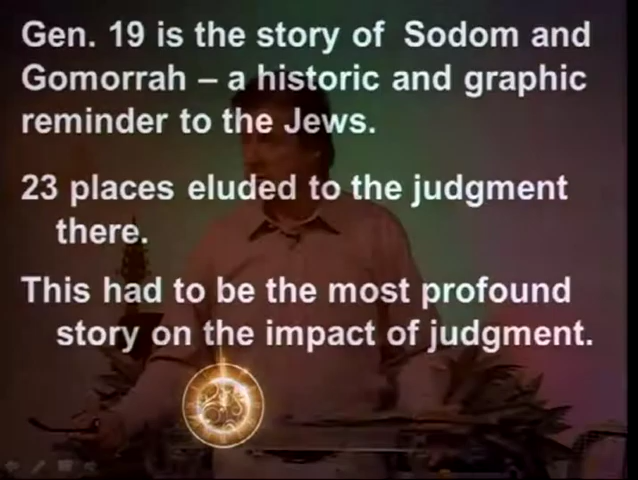 Gen. 19 is the story of Sodom and
Gomorrah – a historic and graphic
reminder to the Jews.
23 places eluded to the judgment
there.
This had to be the most profound
story on the impact of judgment.